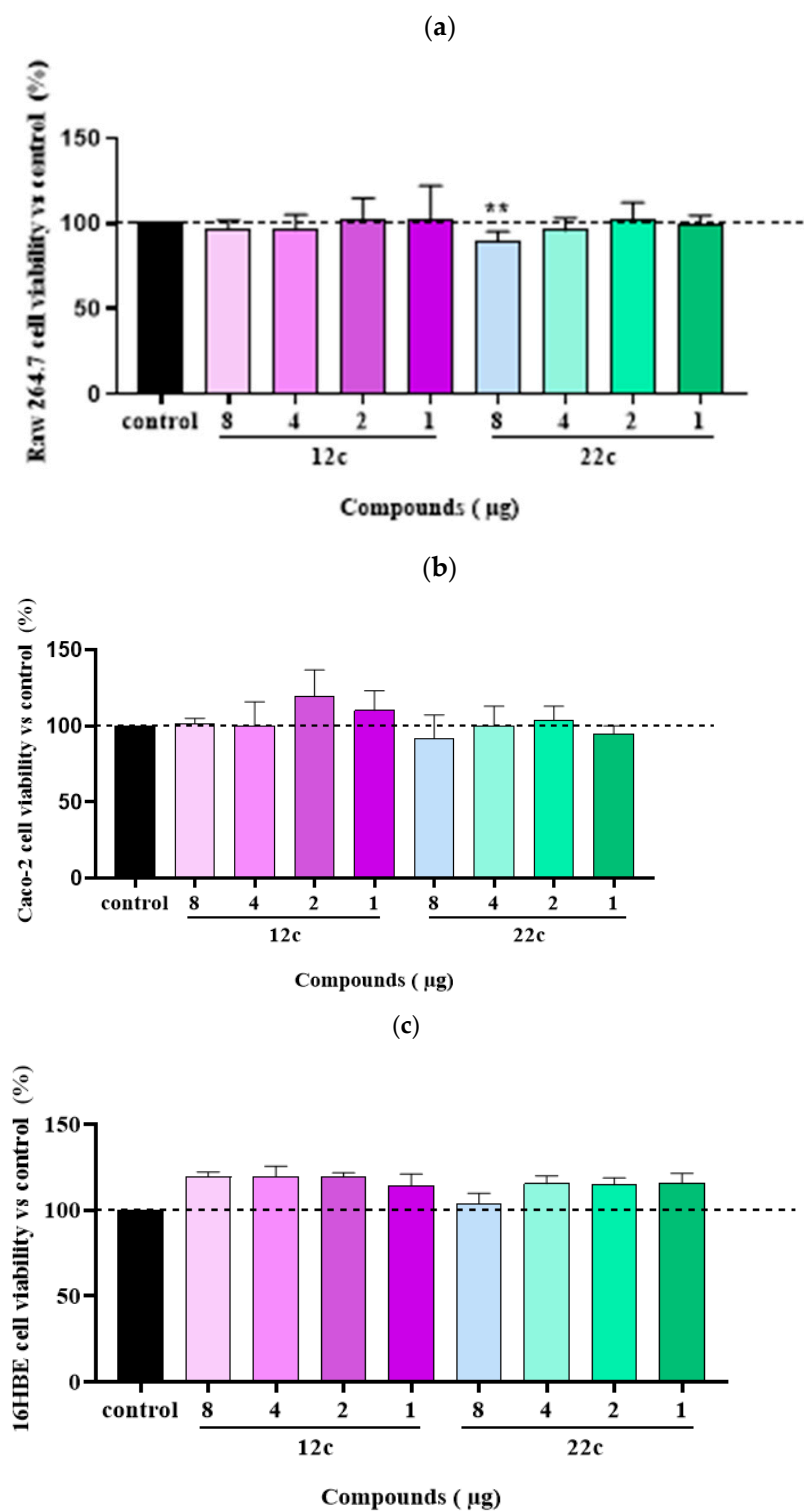 (a)
Raw 264.7 cell viability vs control (%)
150
100
50
0
**
control 8 4 2 1 8 4 2 1
12c 22c
Compounds ( µg)
(b)
Caco-2 cell viability vs control (%)
150
100
50
0
control 8 4 2 1 8 4 2 1
12c 22c
Compounds ( µg)
(c)
16HBE cell viability vs control (%)
150
100
50
0
control 8 4 2 1 8 4 2 1
12c 22c
Compounds ( µg)